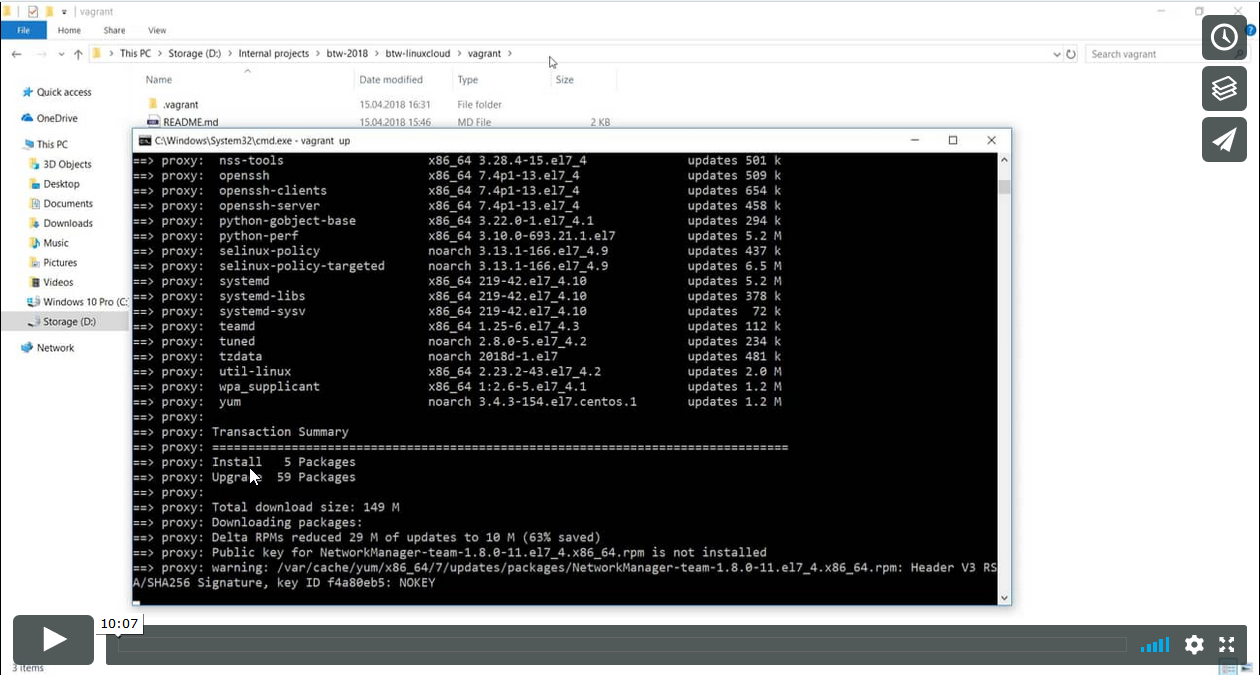 vagrant
File Home Share View
This PC Storage (D:) Internal projects btw-2018 btw-linuxcloud vagrant Search vagrant
Name Date modified Type Size
Quick access
OneDrive
This PC
3D Objects
Desktop
Documents
Downloads
Music
Pictures
Videos
Windows 10 Pro (C:
Storage (D:)
Network
.vagrant 15.04.2018 16:31 File folder
README.md 15.04.2018 15:46 MD File 2 KB
C:\Windows\System32\cmd.exe - vagrant up
==> proxy: nss-tools x86_64 3.28.4-15.el7_4 updates 501 k
==> proxy: openssh x86_64 7.4p1-13.el7_4 updates 509 k
==> proxy: openssh-clients x86_64 7.4p1-13.el7_4 updates 654 k
==> proxy: openssh-server x86_64 7.4p1-13.el7_4 updates 458 k
==> proxy: python-gobject-base x86_64 3.22.0-1.el7_4.1 updates 294 k
==> proxy: python-perf x86_64 3.10.0-693.21.1.el7 updates 5.2 M
==> proxy: selinux-policy noarch 3.13.1-166.el7_4.9 updates 437 k
==> proxy: selinux-policy-targeted noarch 3.13.1-166.el7_4.9 updates 6.5 M
==> proxy: systemd x86_64 219-42.el7_4.10 updates 5.2 M
==> proxy: systemd-libs x86_64 219-42.el7_4.10 updates 378 k
==> proxy: systemd-sysv x86_64 219-42.el7_4.10 updates 72 k
==> proxy: teamd x86_64 1.25-6.el7_4.3 updates 112 k
==> proxy: tuned noarch 2.8.0-5.el7_4.2 updates 234 k
==> proxy: tzdata noarch 2018d-1.el7 updates 481 k
==> proxy: util-linux x86_64 2.23.2-43.el7_4.2 updates 2.0 M
==> proxy: wpa_supplicant x86_64 1:2.6-5.el7_4.1 updates 1.2 M
==> proxy: yum noarch 3.4.3-154.el7.centos.1 updates 1.2 M
==> proxy:
==> proxy: Transaction Summary
==> proxy: ================================================================================
==> proxy: Install 5 Packages
==> proxy: Upgrade 59 Packages
==> proxy:
==> proxy: Total download size: 149 M
==> proxy: Downloading packages:
==> proxy: Delta RPMs reduced 29 M of updates to 10 M (63% saved)
==> proxy: Public key for NetworkManager-team-1.8.0-11.el7_4.x86_64.rpm is not installed
==> proxy: warning: /var/cache/yum/x86_64/7/updates/packages/NetworkManager-team-1.8.0-11.el7_4.x86_64.rpm: Header V3 RS
A/SHA256 Signature, key ID f4a80eb5: NOKEY
10:07
3 items